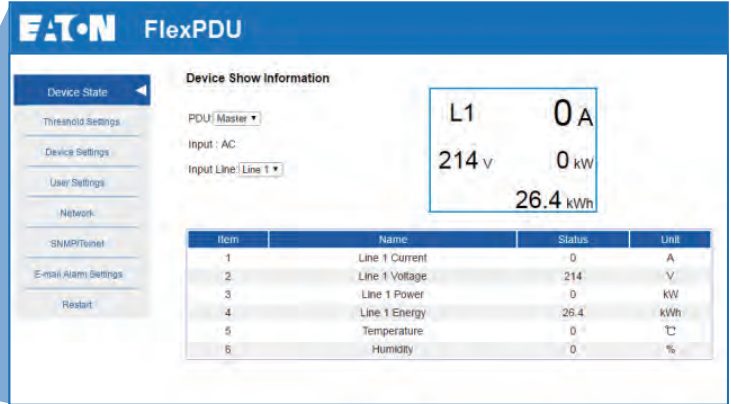 EATON FlexPDU
Device State
Threshold Settings
Device Settings
User Settings
Network
SNMP/Telnet
E-mail Alarm Settings
Restart
Device Show Information
PDU: Master
Input : AC
Input Line: Line 1
L1 0 A
214 V 0 kW
26.4 kWh
Item Name Status Unit
1 Line 1 Current 0 A
2 Line 1 Voltage 214 V
3 Line 1 Power 0 kW
4 Line 1 Energy 26.4 kWh
5 Temperature 0 ℃
6 Humidity 0 %